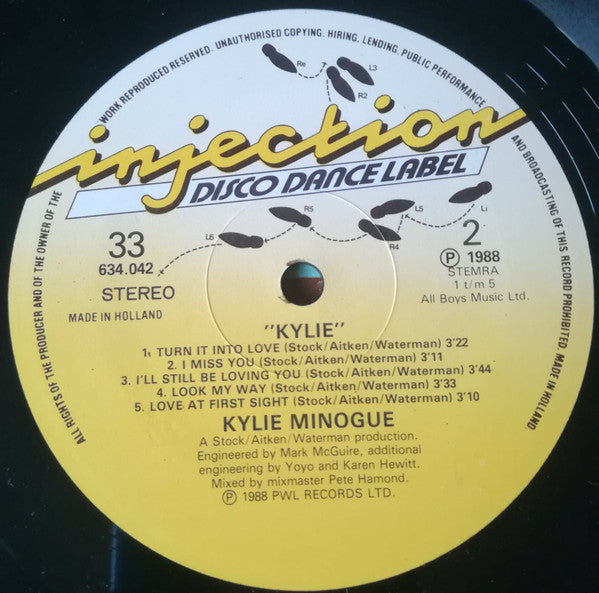 ALL RIGHTS OF THE PRODUCER AND OF THE OWNER OF THE WORK REPRODUCED RESERVED. UNAUTHORISED COPYING. HIRING, LENDING, PUBLIC PERFORMANCE AND BROADCASTING OF THIS RECORD PROHIBITED. MADE IN HOLLAND.
Re
L3
R2
injection
DISCO DANCE LABEL
L6
R5
R4
L5
Li
33
634.042
STEREO
MADE IN HOLLAND
2
Ⓟ 1988
STEMRA
1 t/m 5
All Boys Music Ltd.
"KYLIE"
1. TURN IT INTO LOVE (Stock/Aitken/Waterman) 3'22
2. I MISS YOU (Stock/Aitken/Waterman) 3'11
3. I'LL STILL BE LOVING YOU (Stock/Aitken/Waterman) 3'44
4. LOOK MY WAY (Stock/Aitken/Waterman) 3'33
5. LOVE AT FIRST SIGHT (Stock/Aitken/Waterman) 3'10
KYLIE MINOGUE
A Stock/Aitken/Waterman production.
Engineered by Mark McGuire, additional
engineering by Yoyo and Karen Hewitt.
Mixed by mixmaster Pete Hamond.
Ⓟ 1988 PWL RECORDS LTD.